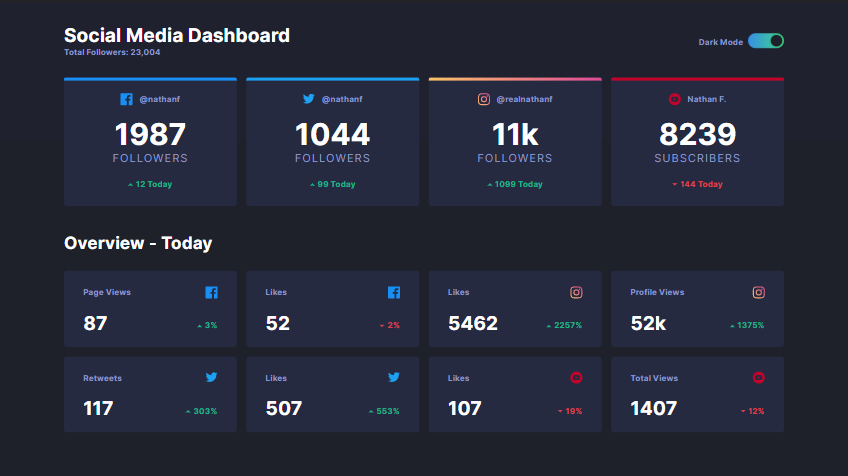 Social Media Dashboard
Total Followers: 23,004
Dark Mode
@nathanf
1987
FOLLOWERS
12 Today
@nathanf
1044
FOLLOWERS
99 Today
@realnathanf
11k
FOLLOWERS
1099 Today
Nathan F.
8239
SUBSCRIBERS
144 Today
Overview - Today
Page Views
87
3%
Likes
52
2%
Likes
5462
2257%
Profile Views
52k
1375%
Retweets
117
303%
Likes
507
553%
Likes
107
19%
Total Views
1407
12%